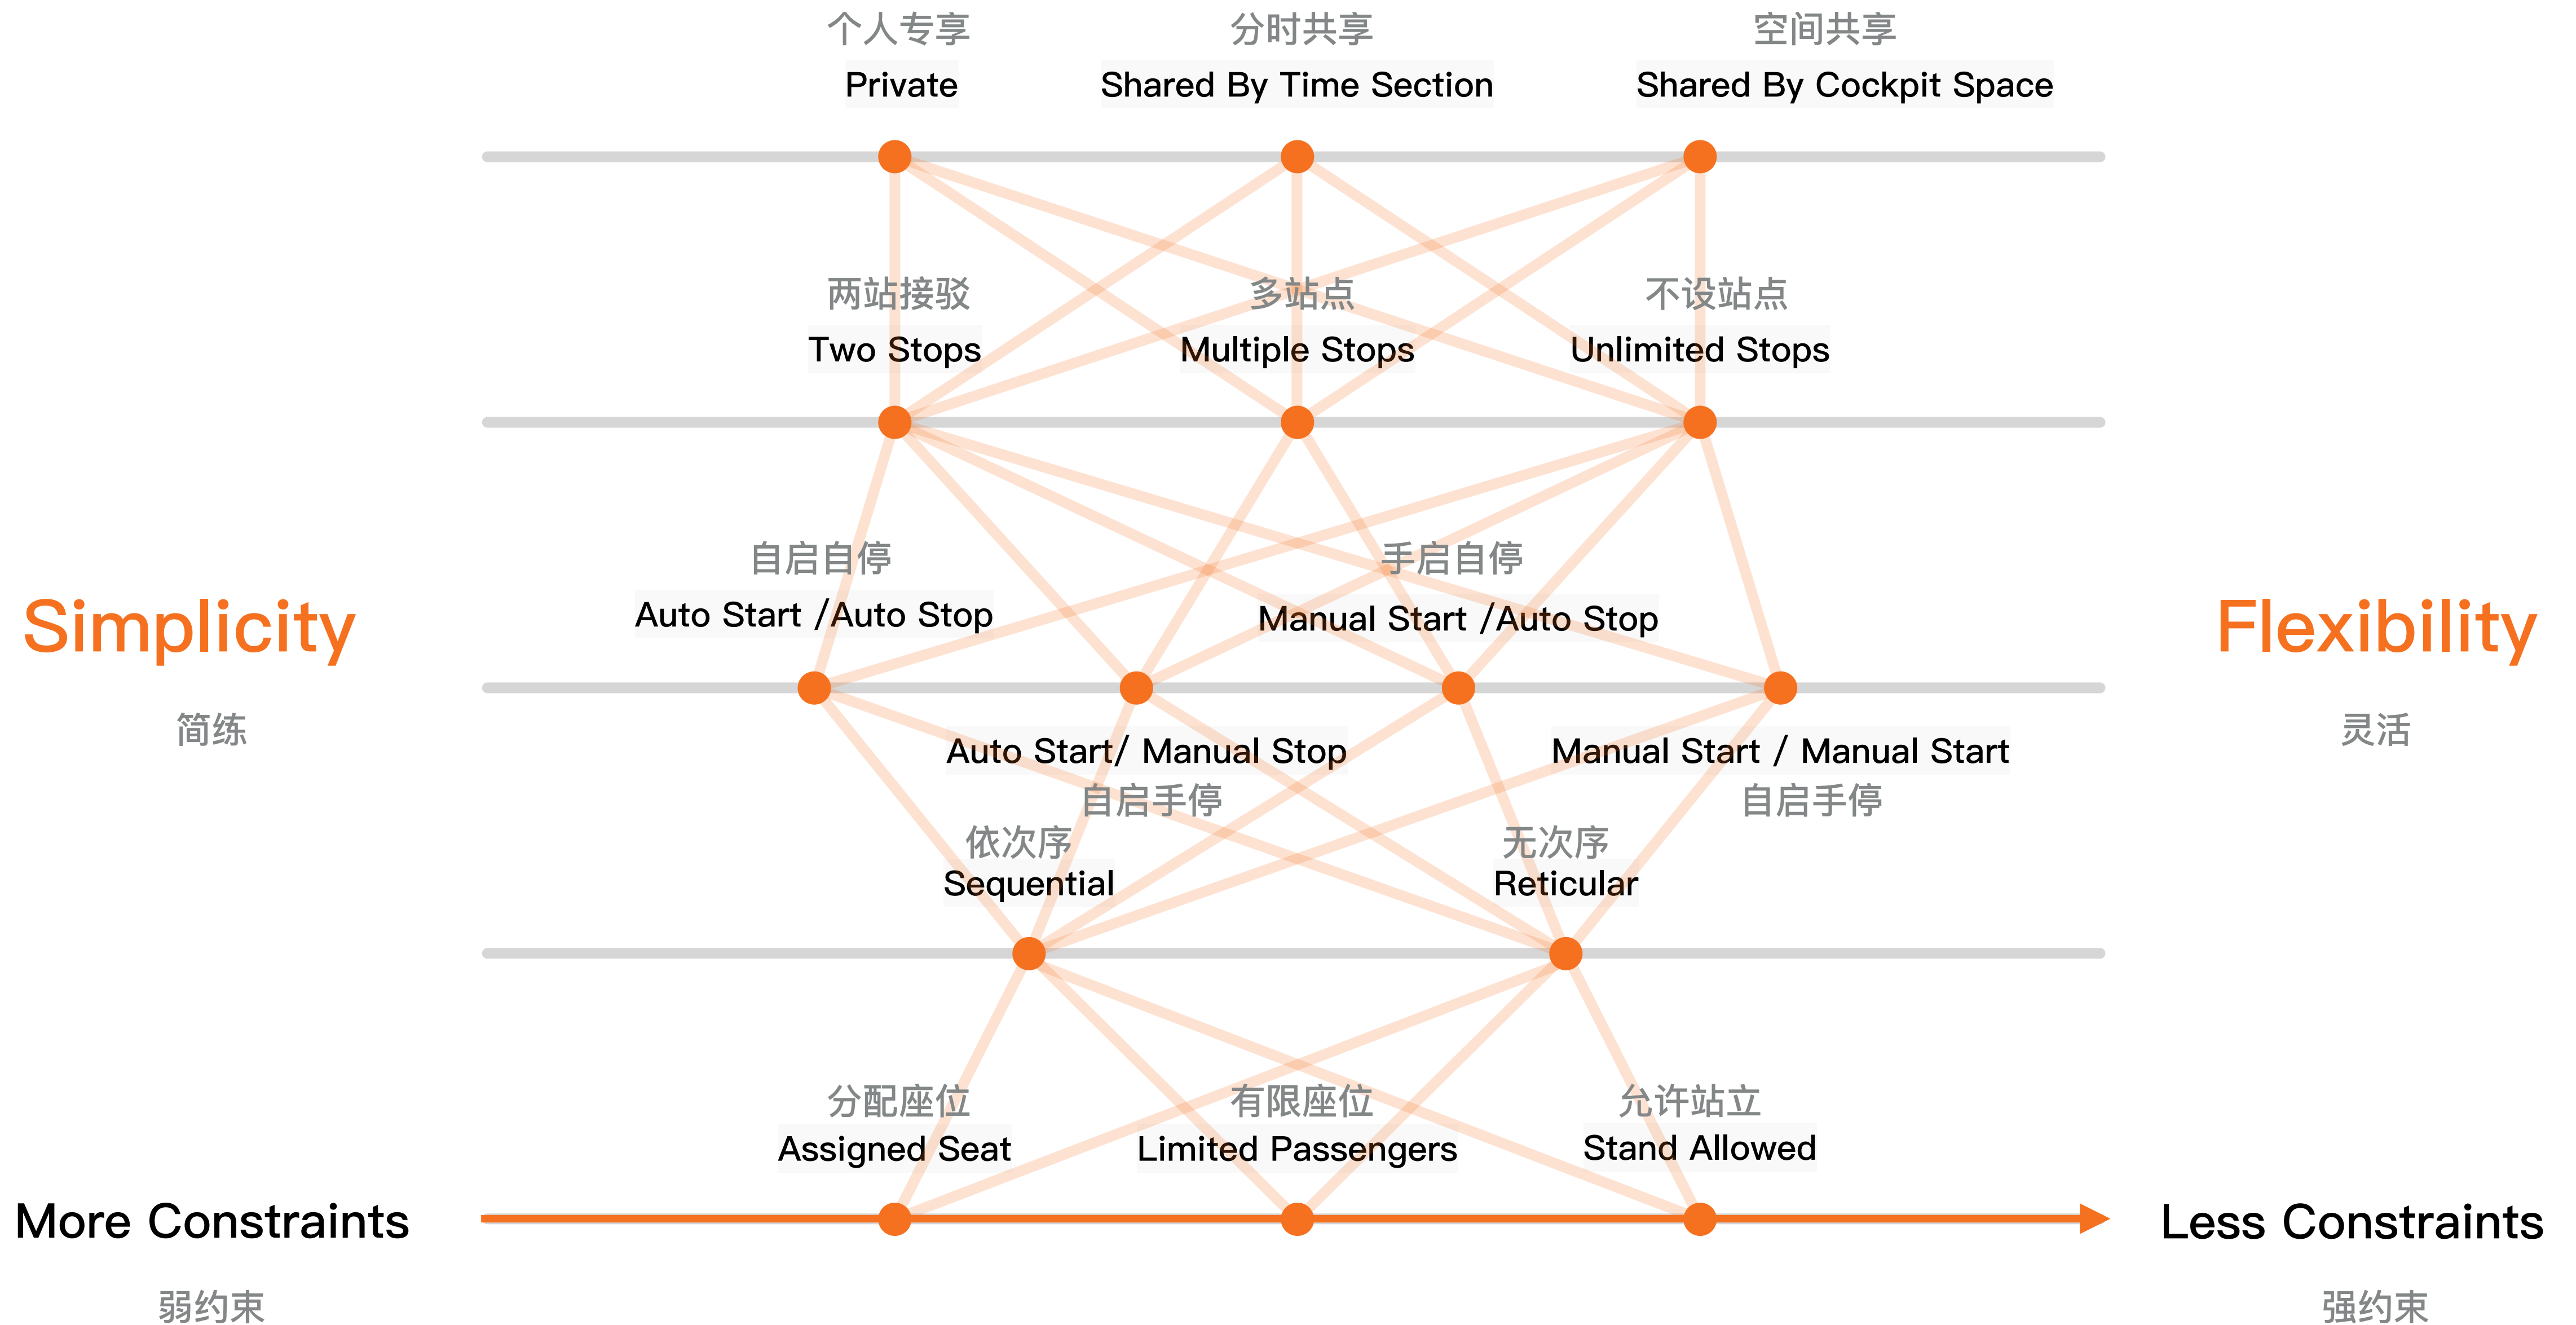 个人专享
Private
分时共享
Shared By Time Section
空间共享
Shared By Cockpit Space
两站接驳
Two Stops
多站点
Multiple Stops
不设站点
Unlimited Stops
自启自停
Auto Start /Auto Stop
手启自停
Manual Start /Auto Stop
Simplicity
简练
Flexibility
灵活
Auto Start/ Manual Stop
自启手停
Manual Start / Manual Start
自启手停
依次序
Sequential
无次序
Reticular
分配座位
Assigned Seat
有限座位
Limited Passengers
允许站立
Stand Allowed
More Constraints
弱约束
Less Constraints
强约束